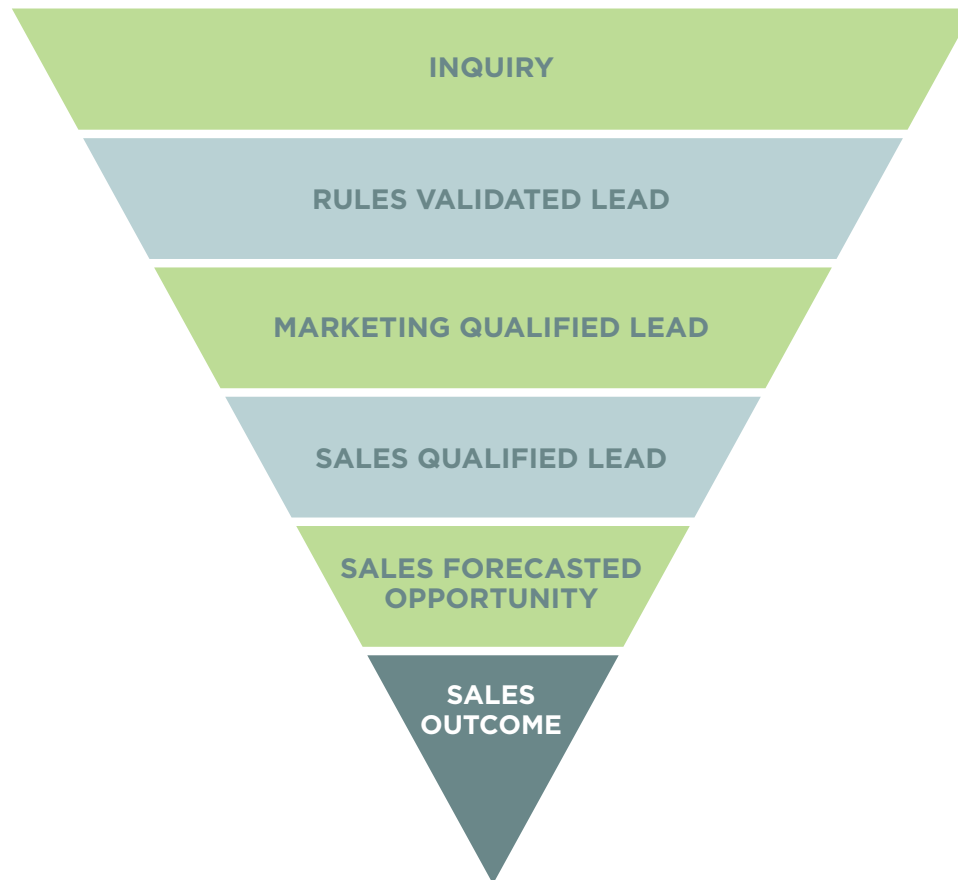 INQUIRY
RULES VALIDATED LEAD
MARKETING QUALIFIED LEAD
SALES QUALIFIED LEAD
SALES FORECASTED
OPPORTUNITY
SALES
OUTCOME